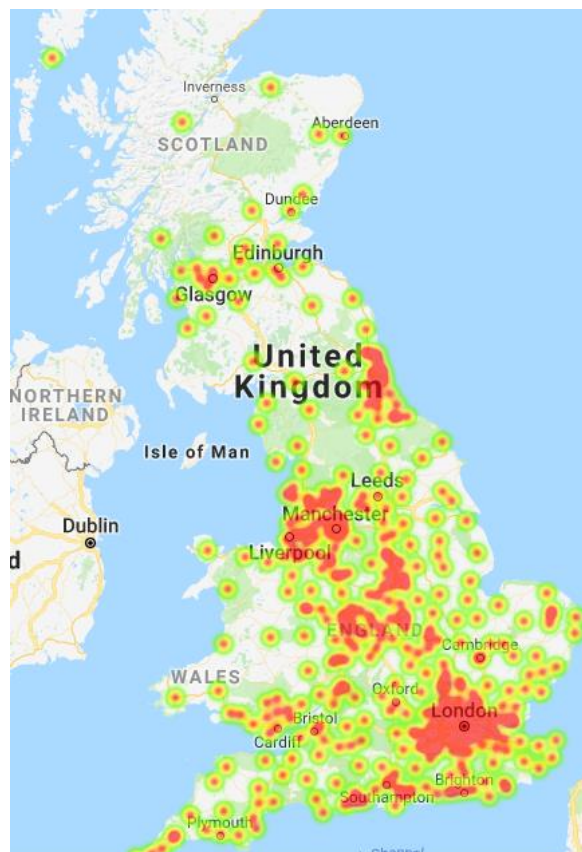 Inverness
Aberdeen
SCOTLAND
Dundee
Edinburgh
Glasgow
United
Kingdom
NORTHERN
IRELAND
Isle of Man
Leeds
Manchester
Dublin
Liverpool
d
ENGLAND
Cambridge
WALES
Oxford
London
Bristol
Cardiff
Brighton
Southampton
Plymouth
Channel